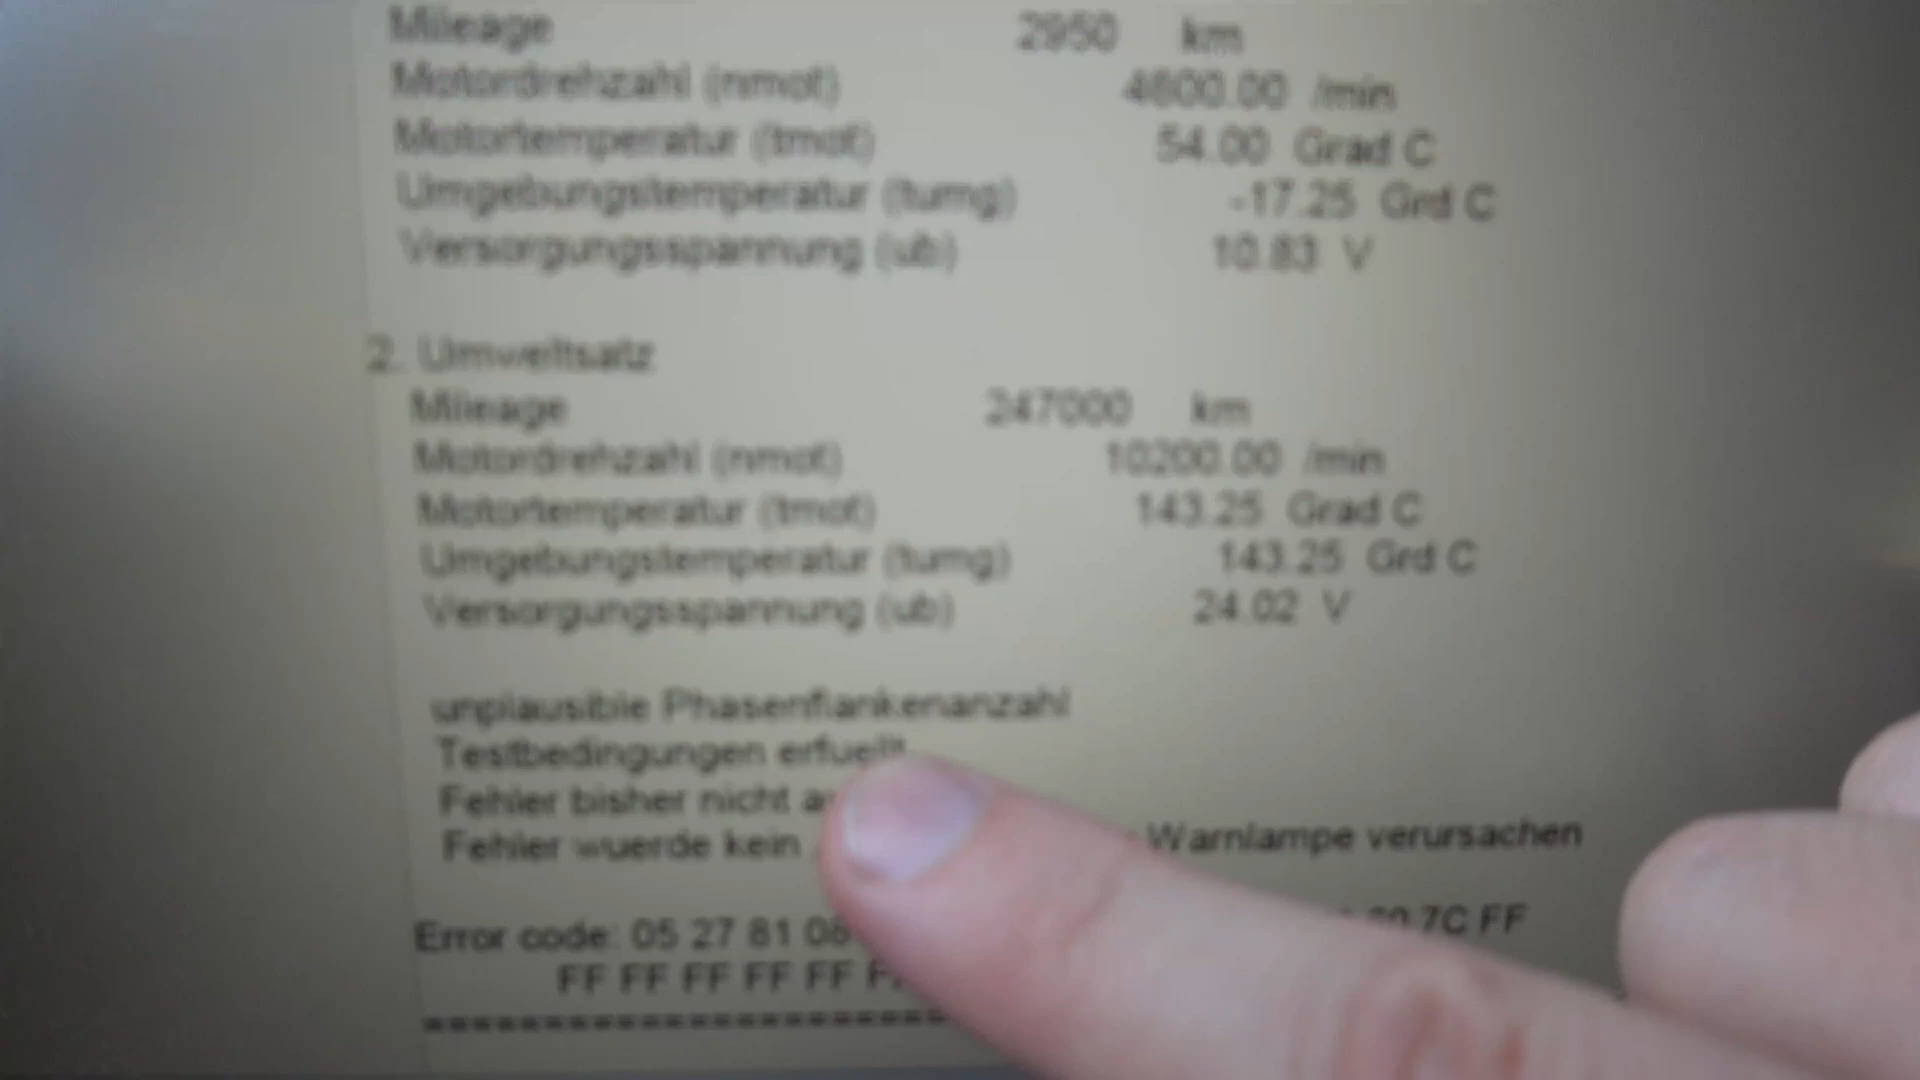 Mileage 2950 km
Motordrehzahl (nmot) 4600.00 /min
Motortemperatur (tmot) 54.00 Grad C
Umgebungstemperatur (tumg) -17.25 Grd C
Versorgungsspannung (ub) 10.83 V
2. Umweltsatz
Mileage 247000 km
Motordrehzahl (nmot) 10200.00 /min
Motortemperatur (tmot) 143.25 Grad C
Umgebungstemperatur (tumg) 143.25 Grd C
Versorgungsspannung (ub) 24.02 V
unplausible Phasenflankenanzahl
Testbedingungen erfuellt
Fehler bisher nicht
Fehler wuerde kein Warnlampe verursachen
Error code: 05 27 81 08 7C FF
FF FF FF FF FF